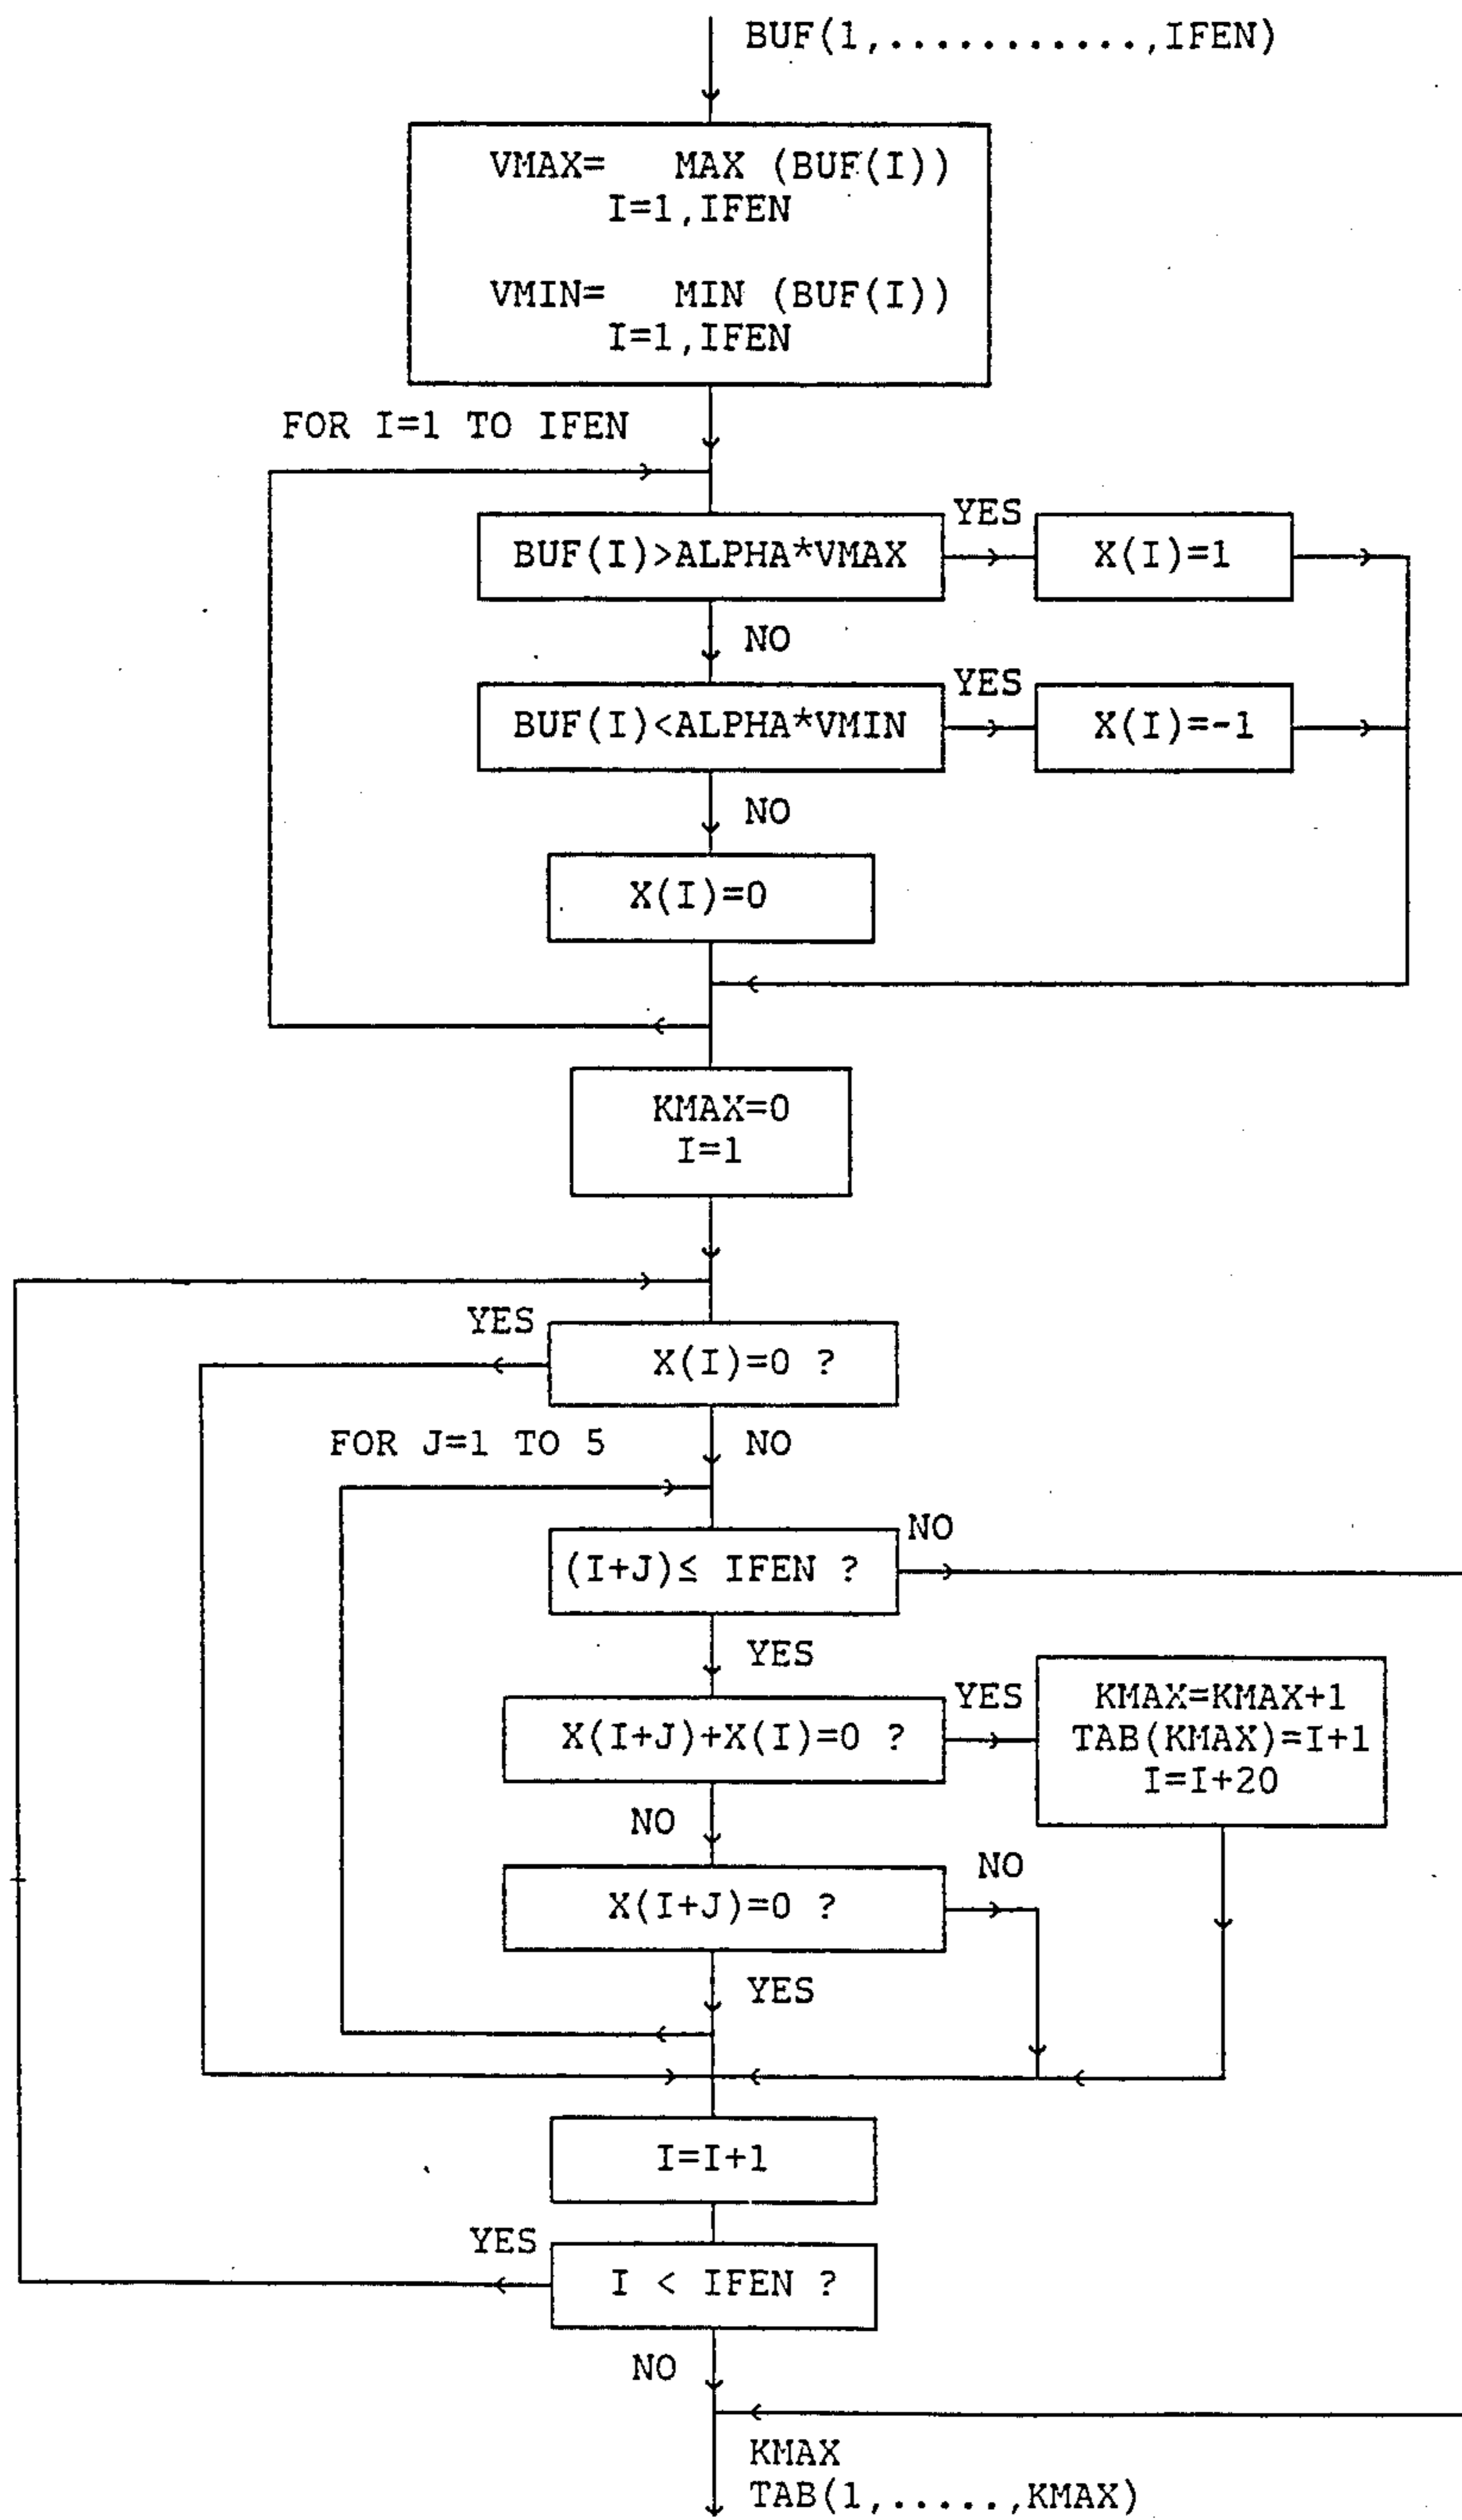 BUF(1,...........,IFEN)
VMAX= MAX (BUF(I))
I=1,IFEN
VMIN= MIN (BUF(I))
I=1,IFEN
FOR I=1 TO IFEN
BUF(I)>ALPHA*VMAX
YES
X(I)=1
NO
BUF(I)<ALPHA*VMIN
YES
X(I)=-1
NO
X(I)=0
KMAX=0
I=1
YES
X(I)=0 ?
FOR J=1 TO 5
NO
(I+J)≤ IFEN ?
NO
YES
X(I+J)+X(I)=0 ?
YES
KMAX=KMAX+1
TAB(KMAX)=I+1
I=I+20
NO
X(I+J)=0 ?
NO
YES
I=I+1
YES
I < IFEN ?
NO
KMAX
TAB(1,.....,KMAX)